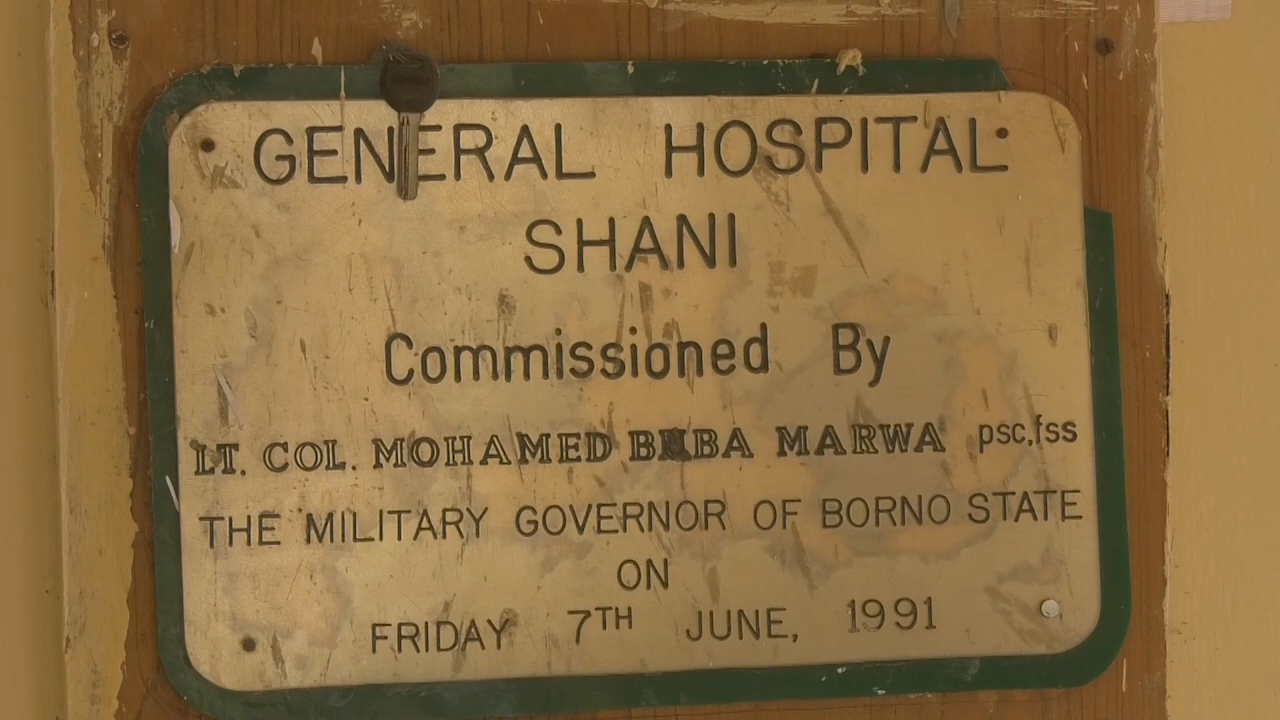 GENERAL HOSPITAL
SHANI
Commissioned By
LT. COL. MOHAMED BUBA MARWA psc,fss
THE MILITARY GOVERNOR OF BORNO STATE
ON
FRIDAY 7TH JUNE, 1991